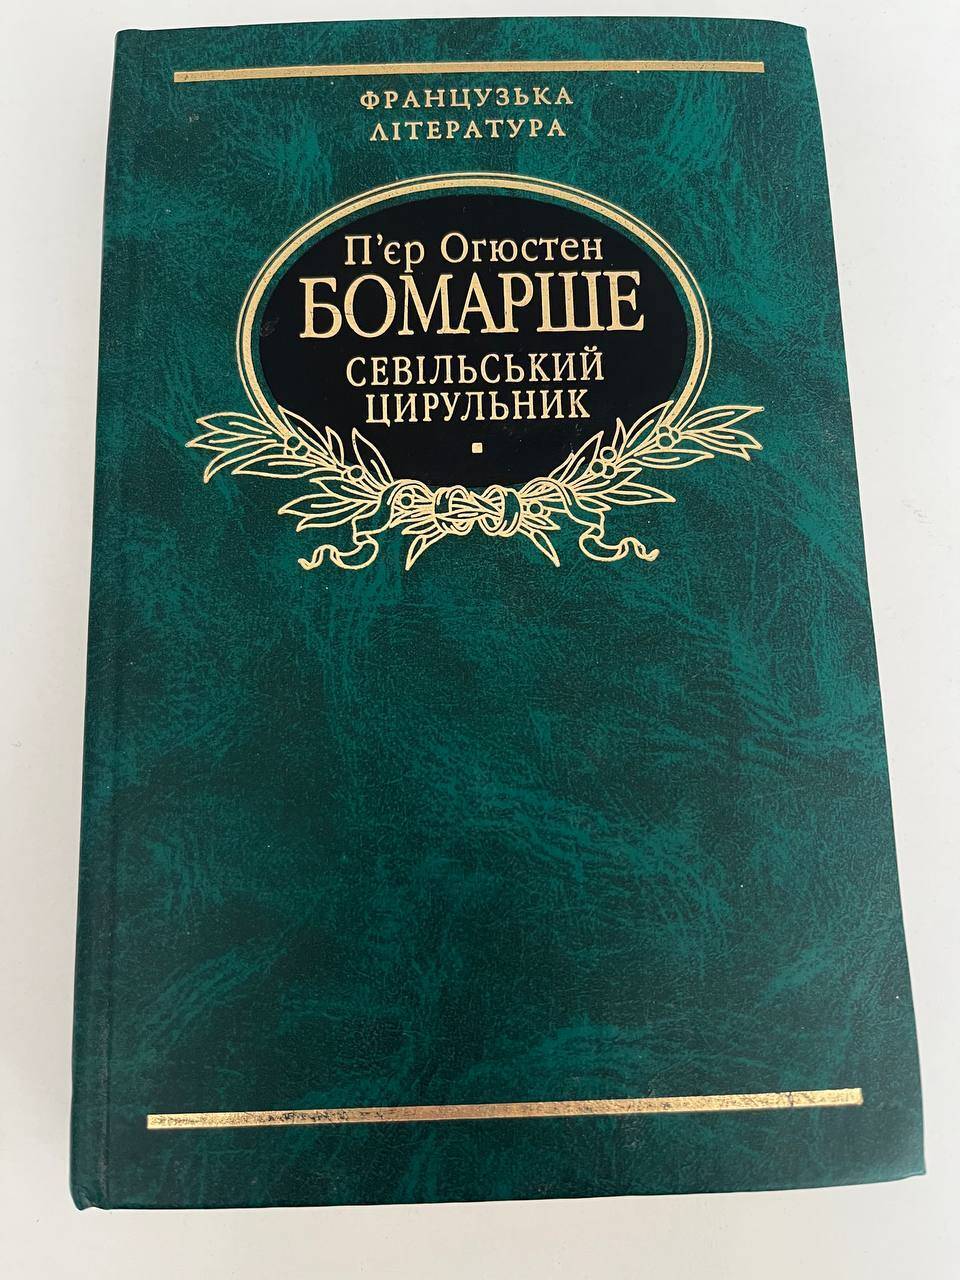 ФРАНЦУЗЬКА
ЛІТЕРАТУРА
П'єр Огюстен
БОМАРШЕ
СЕВІЛЬСЬКИЙ
ЦИРУЛЬНИК